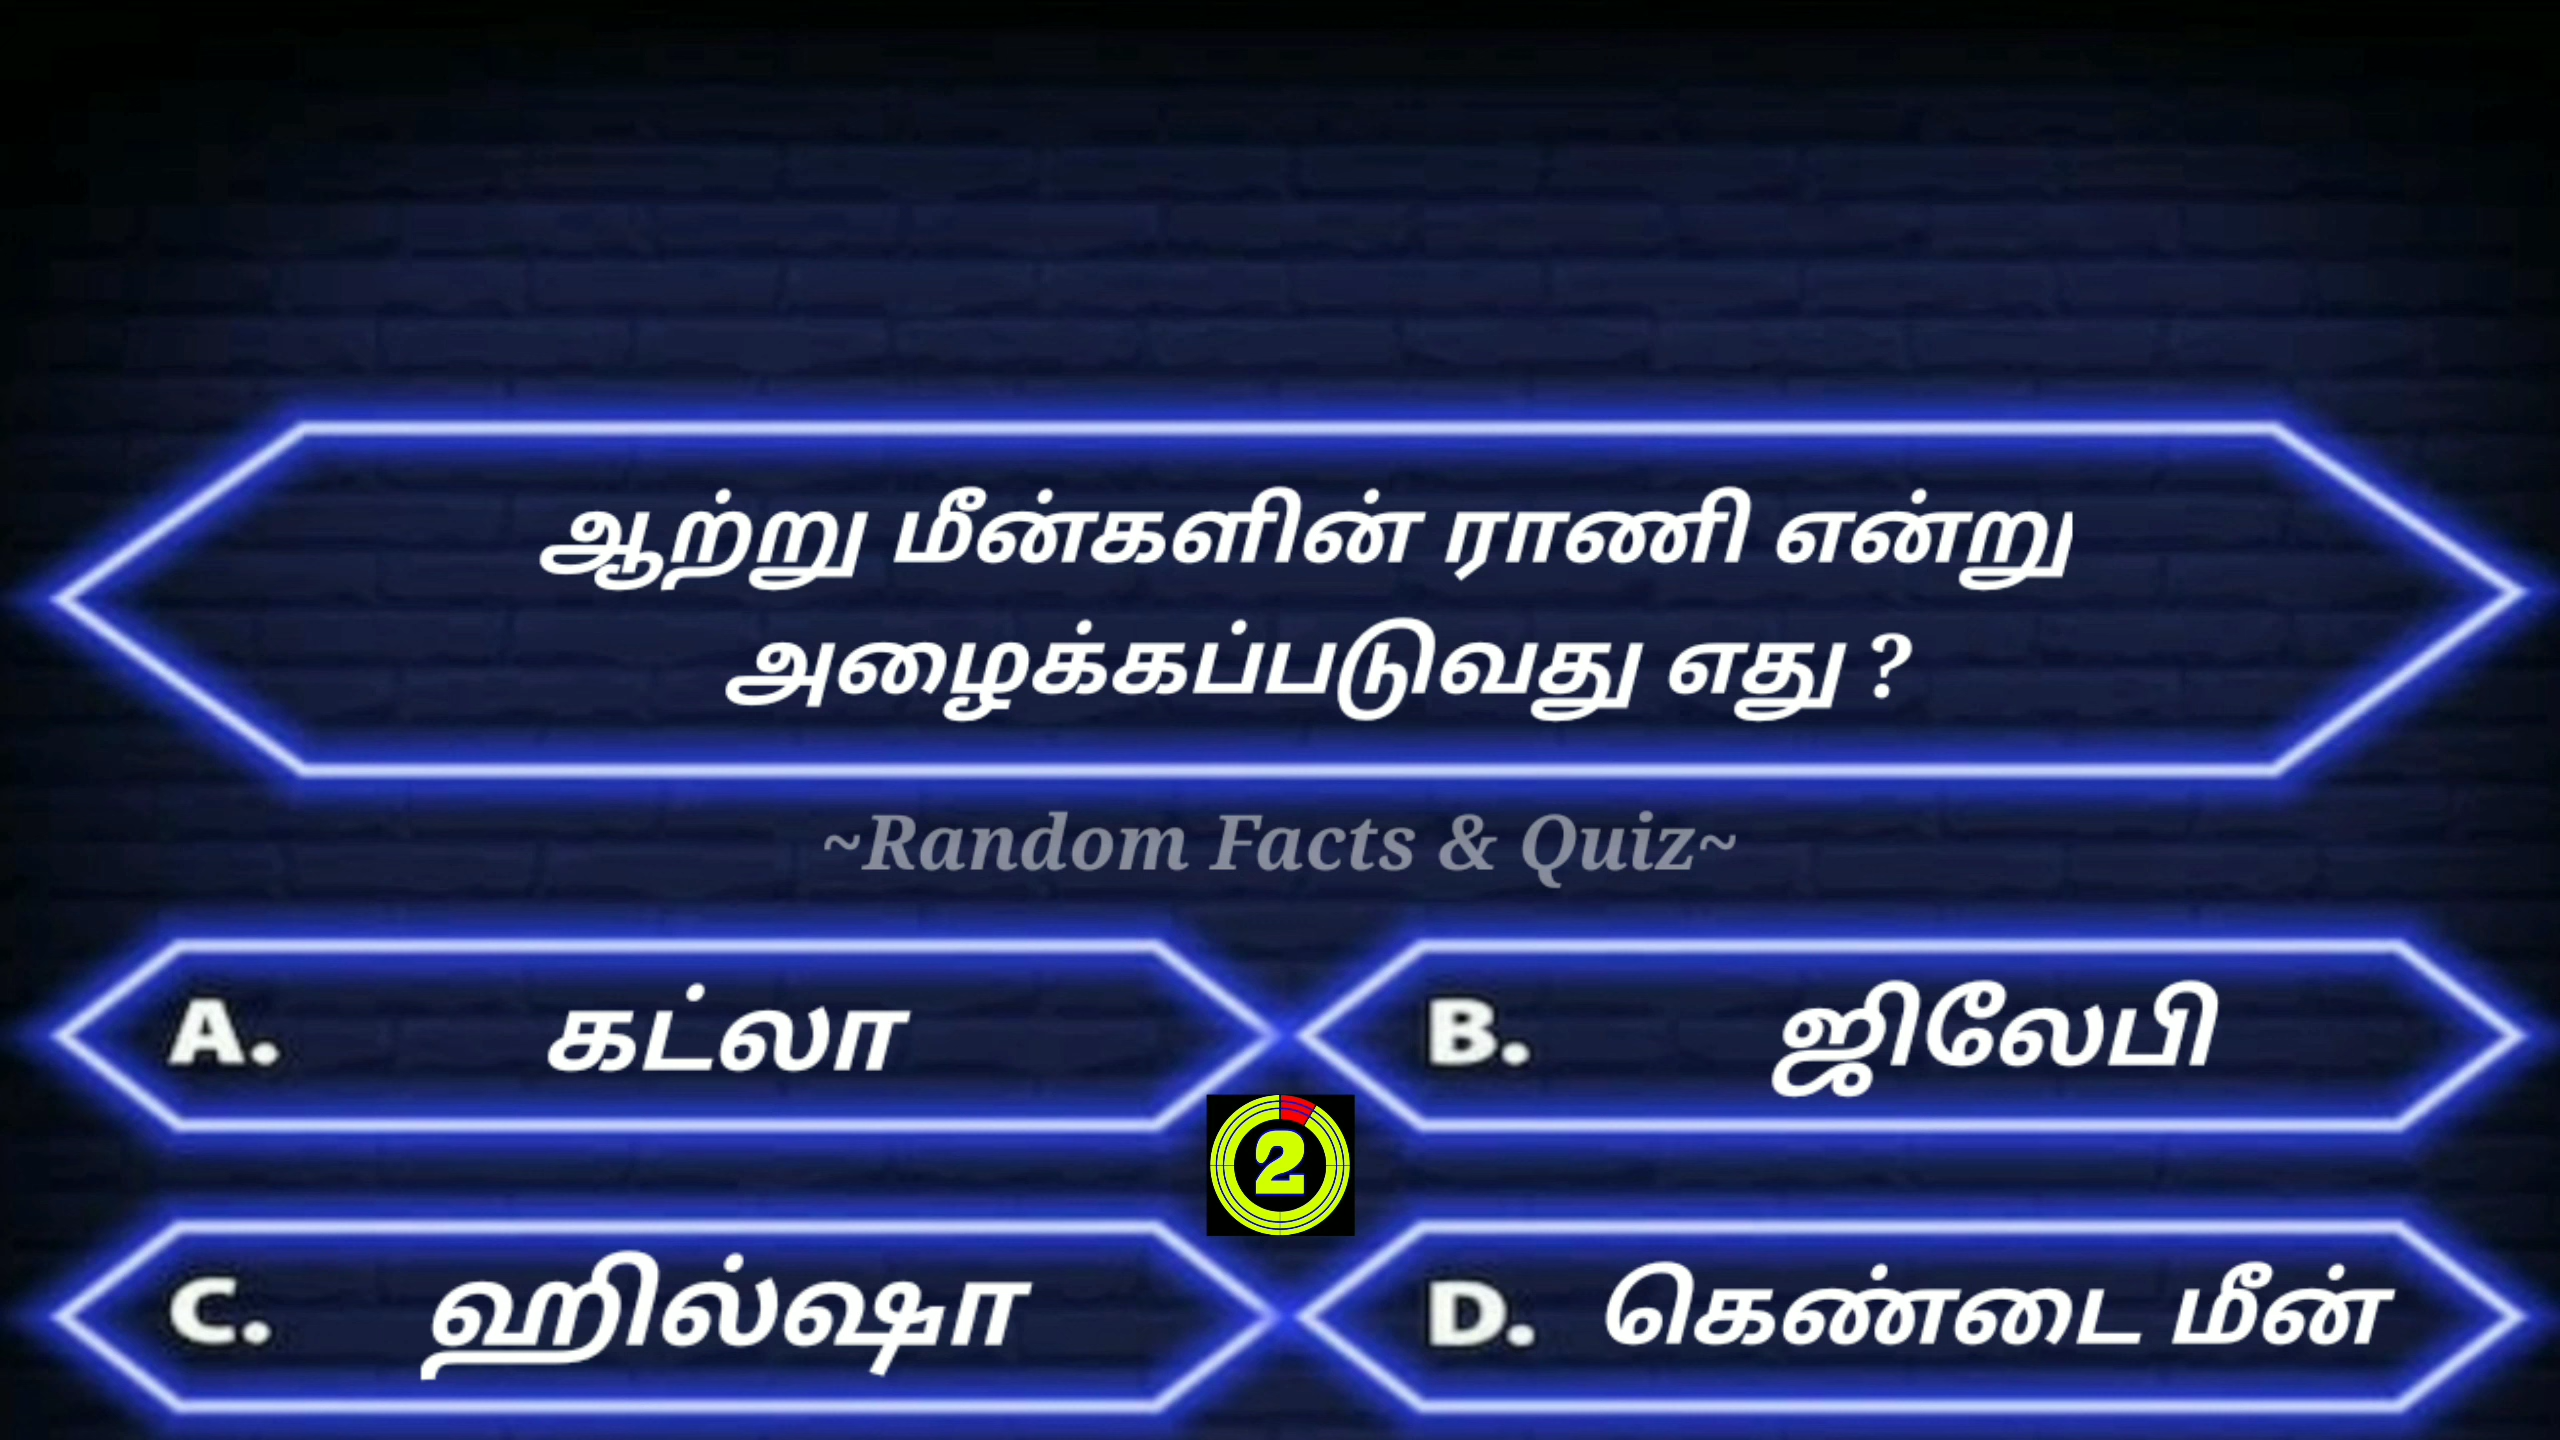 ஆற்று மீன்களின் ராணி என்று
அழைக்கப்படுவது எது ?
~Random Facts & Quiz~
A. கட்லா
B. ஜிலேபி
2
C. ஹில்ஷா
D. கெண்டை மீன்